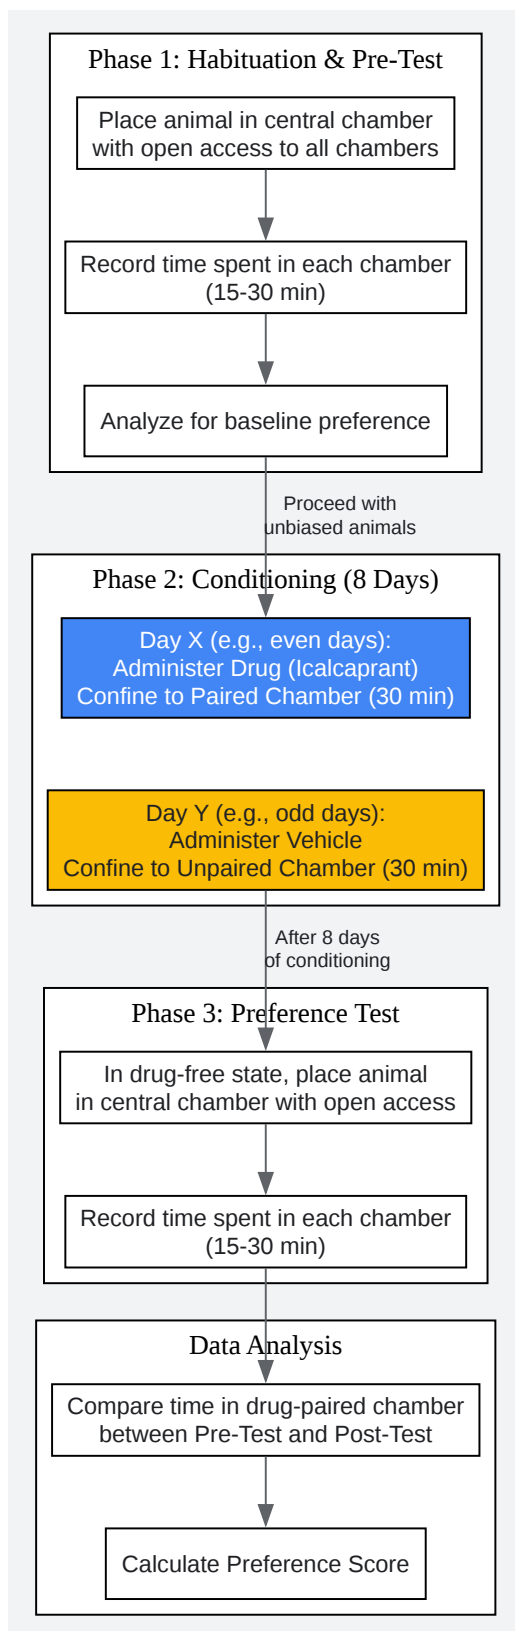 Phase 1: Habituation & Pre-Test
Place animal in central chamber
with open access to all chambers
Record time spent in each chamber
(15-30 min)
Analyze for baseline preference
Proceed with
unbiased animals
Phase 2: Conditioning (8 Days)
Day X (e.g., even days):
Administer Drug (Icalcaprant)
Confine to Paired Chamber (30 min)
Day Y (e.g., odd days):
Administer Vehicle
Confine to Unpaired Chamber (30 min)
After 8 days
of conditioning
Phase 3: Preference Test
In drug-free state, place animal
in central chamber with open access
Record time spent in each chamber
(15-30 min)
Data Analysis
Compare time in drug-paired chamber
between Pre-Test and Post-Test
Calculate Preference Score